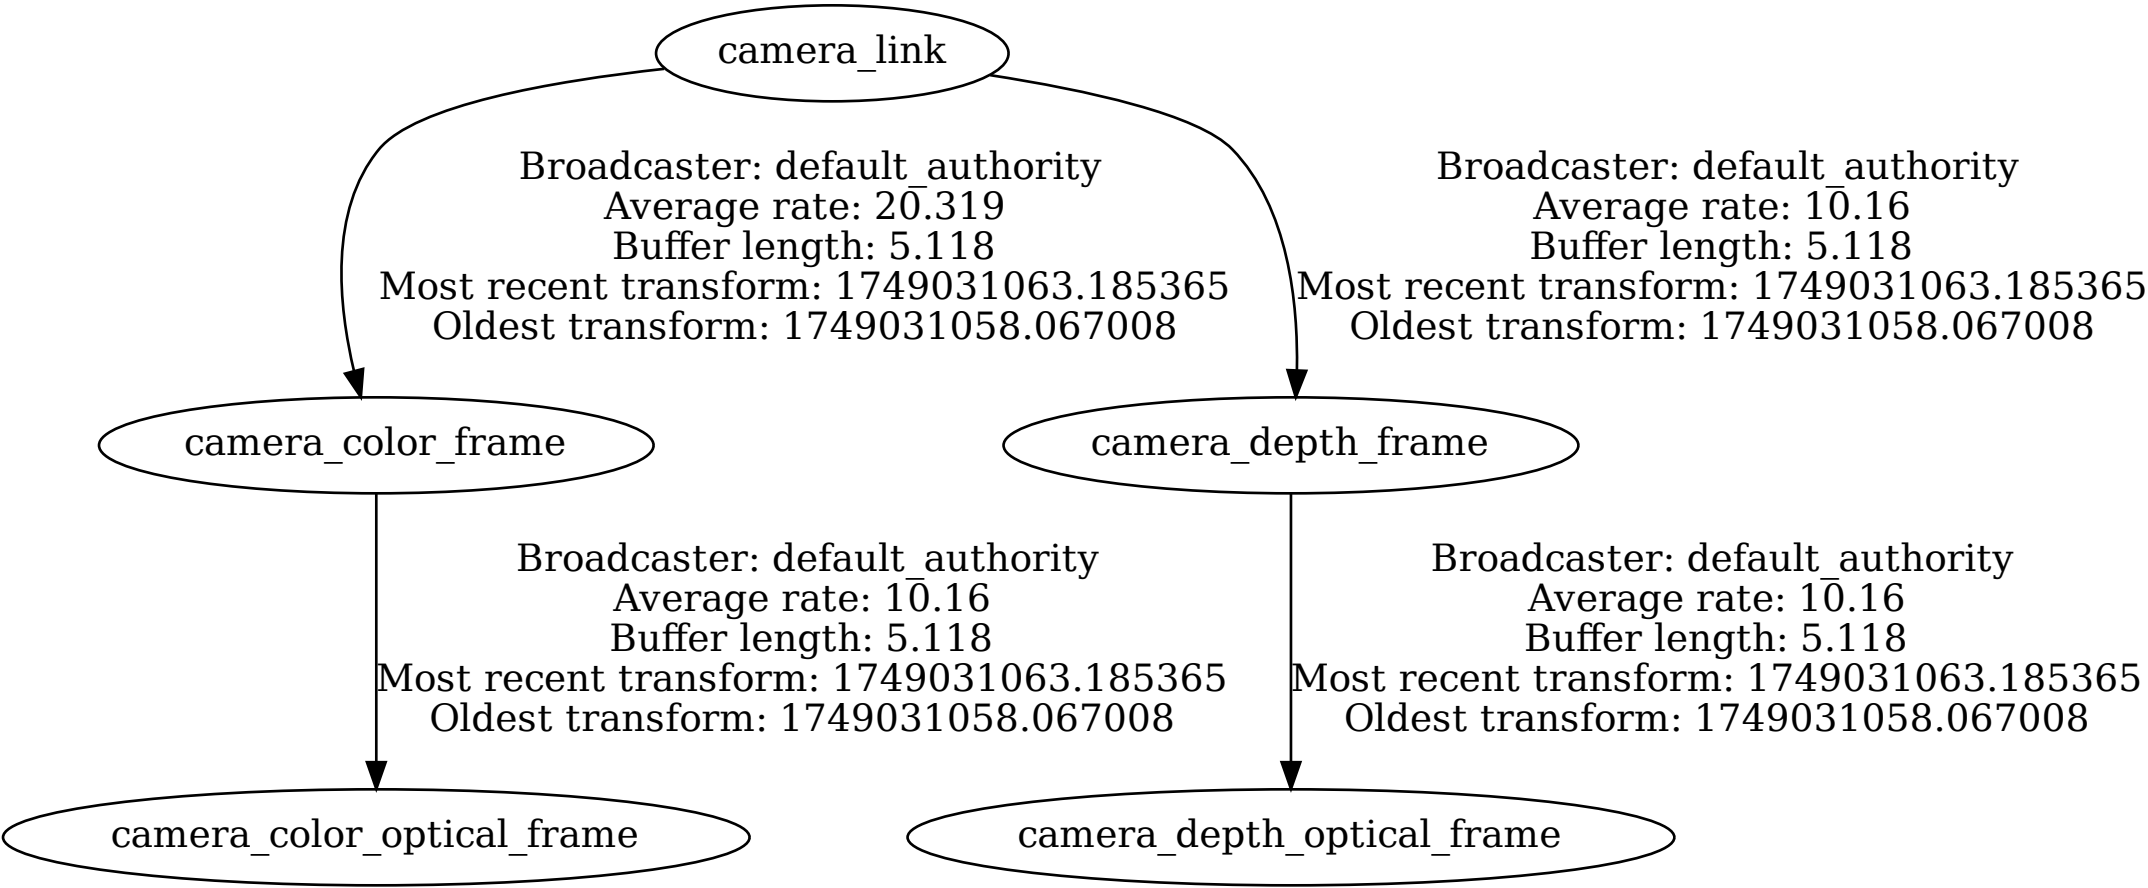 camera_link
Broadcaster: default_authority
Average rate: 20.319
Buffer length: 5.118
Most recent transform: 1749031063.185365
Oldest transform: 1749031058.067008
Broadcaster: default_authority
Average rate: 10.16
Buffer length: 5.118
Most recent transform: 1749031063.185365
Oldest transform: 1749031058.067008
camera_color_frame
camera_depth_frame
Broadcaster: default_authority
Average rate: 10.16
Buffer length: 5.118
Most recent transform: 1749031063.185365
Oldest transform: 1749031058.067008
Broadcaster: default_authority
Average rate: 10.16
Buffer length: 5.118
Most recent transform: 1749031063.185365
Oldest transform: 1749031058.067008
camera_color_optical_frame
camera_depth_optical_frame